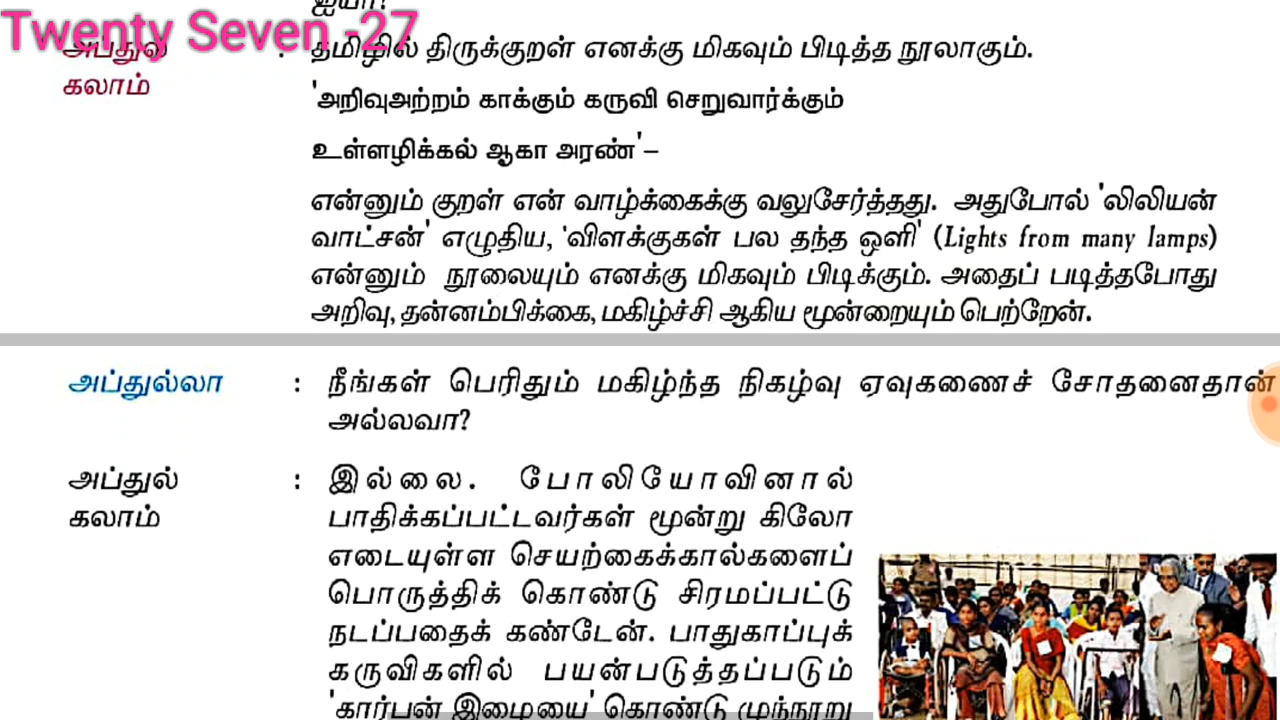 ஐயா?
Twenty Seven -27
அப்துல் : தமிழில் திருக்குறள் எனக்கு மிகவும் பிடித்த நூலாகும்.
கலாம்
'அறிவுஅற்றம் காக்கும் கருவி செறுவார்க்கும்
உள்ளழிக்கல் ஆகா அரண்'–
என்னும் குறள் என் வாழ்க்கைக்கு வலுசேர்த்தது. அதுபோல் 'லிலியன்
வாட்சன்' எழுதிய, 'விளக்குகள் பல தந்த ஒளி' (Lights from many lamps)
என்னும் நூலையும் எனக்கு மிகவும் பிடிக்கும். அதைப் படித்தபோது
அறிவு, தன்னம்பிக்கை, மகிழ்ச்சி ஆகிய மூன்றையும் பெற்றேன்.
அப்துல்லா : நீங்கள் பெரிதும் மகிழ்ந்த நிகழ்வு ஏவுகணைச் சோதனைதான்
அல்லவா?
அப்துல் : இல்லை. போலியோவினால்
கலாம் பாதிக்கப்பட்டவர்கள் மூன்று கிலோ
எடையுள்ள செயற்கைக்கால்களைப்
பொருத்திக் கொண்டு சிரமப்பட்டு
நடப்பதைக் கண்டேன். பாதுகாப்புக்
கருவிகளில் பயன்படுத்தப்படும்
'கார்பன் இழையை' கொண்டு முந்நூறு